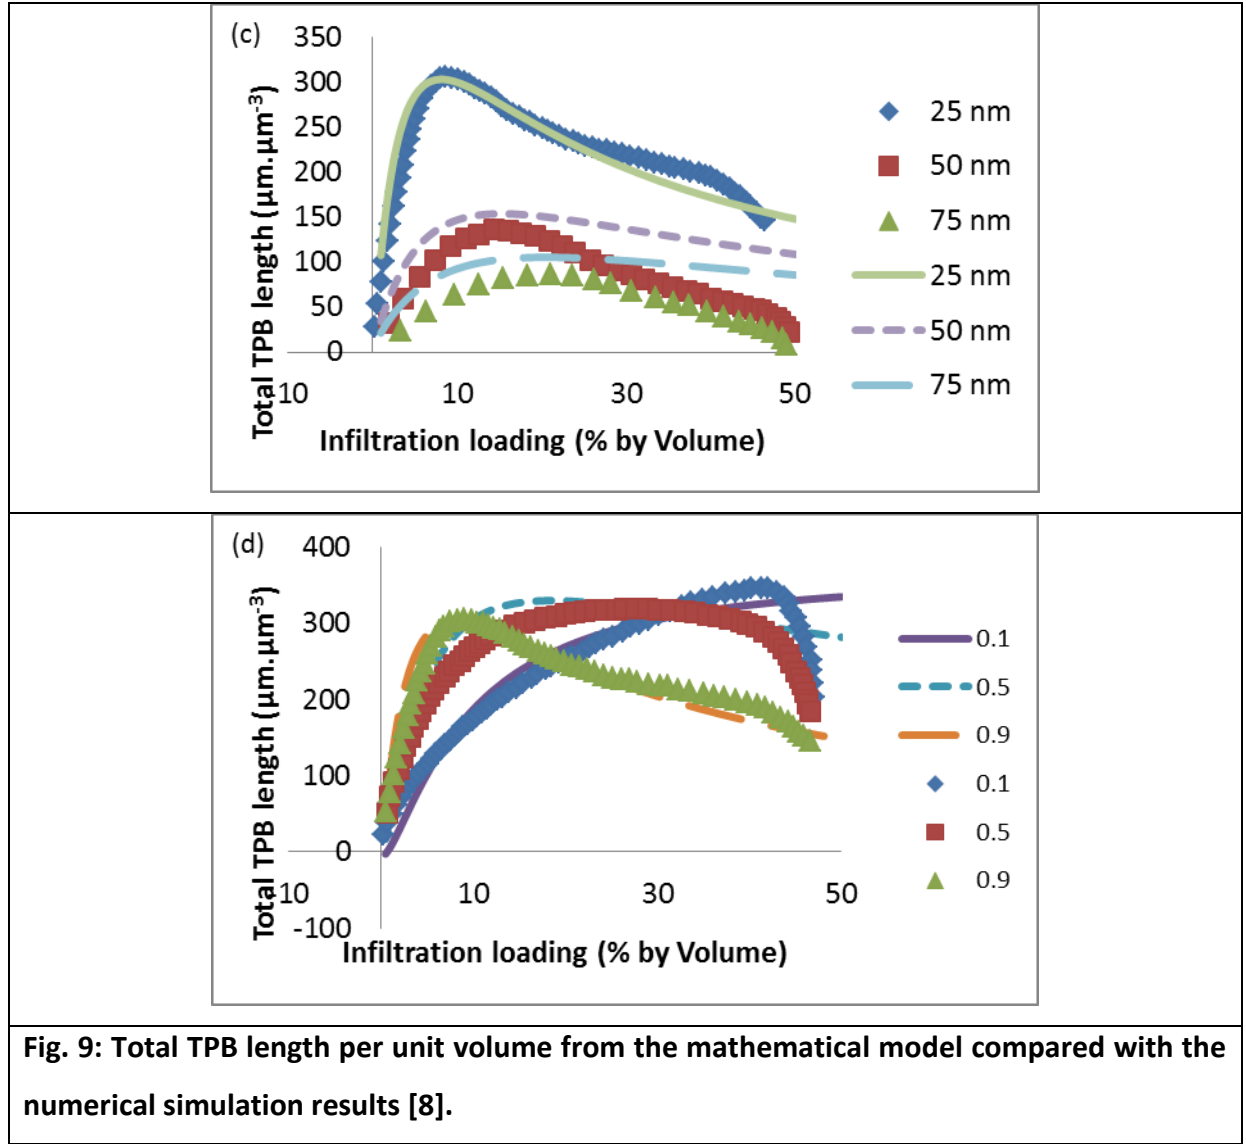 (c)
Total TPB length (µm.µm⁻³)
350
300
250
200
150
100
50
0
-10
10
30
50
Infiltration loading (% by Volume)
25 nm
50 nm
75 nm
25 nm
50 nm
75 nm
(d)
Total TPB length (µm.µm⁻³)
400
300
200
100
0
-100
-10
10
30
50
Infiltration loading (% by Volume)
0.1
0.5
0.9
0.1
0.5
0.9
Fig. 9: Total TPB length per unit volume from the mathematical model compared with the
numerical simulation results [8].